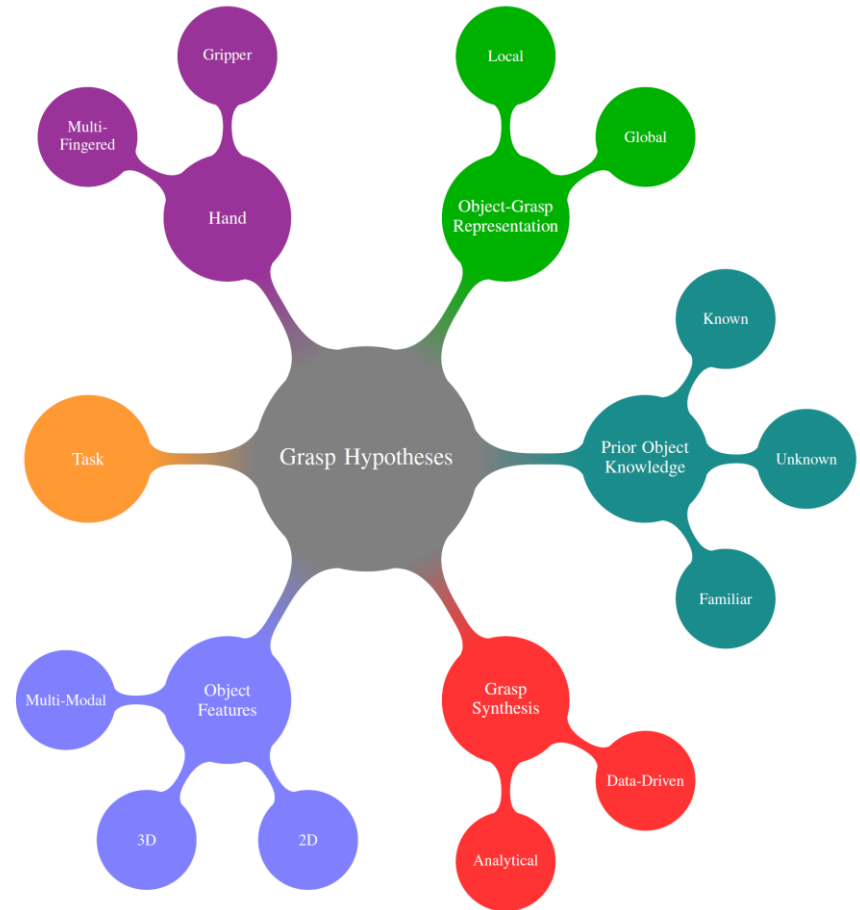 Gripper
Local
Multi-
Fingered
Global
Hand
Object-Grasp
Representation
Known
Task
Grasp Hypotheses
Prior Object
Knowledge
Unknown
Familiar
Multi-Modal
Object
Features
Grasp
Synthesis
Data-Driven
3D
2D
Analytical